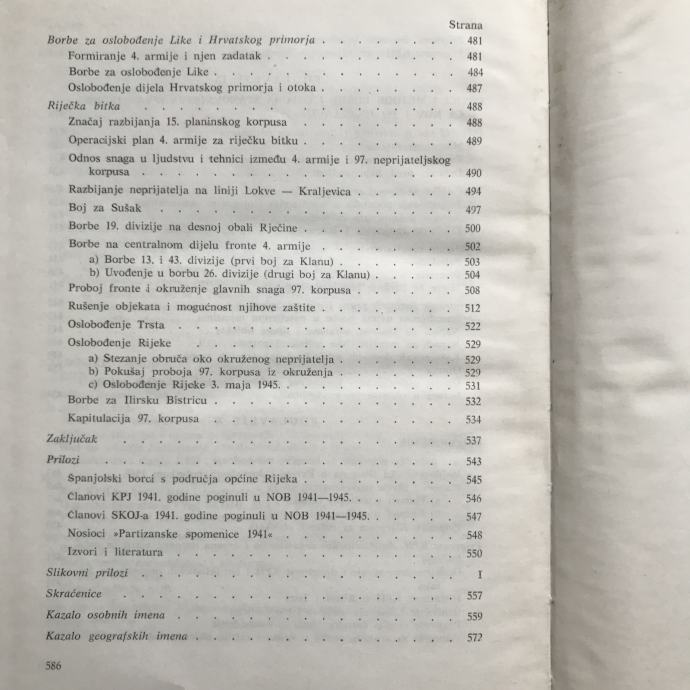 Strana
Borbe za oslobođenje Like i Hrvatskog primorja . . . . . . . 481
Formiranje 4. armije i njen zadatak . . . . . . . . . 481
Borbe za oslobođenje Like . . . . . . . . . . . . 484
Oslobođenje dijela Hrvatskog primorja i otoka . . . . . . . 487
Riječka bitka . . . . . . . . . . . . . . . 488
Značaj razbijanja 15. planinskog korpusa . . . . . . . . 488
Operacijski plan 4. armije za riječku bitku . . . . . . . . 489
Odnos snaga u ljudstvu i tehnici između 4. armije i 97. neprijateljskog
korpusa . . . . . . . . . . . . . . . 490
Razbijanje neprijatelja na liniji Lokve — Kraljevica . . . . . 494
Boj za Sušak . . . . . . . . . . . . . . 497
Borbe 19. divizije na desnoj obali Rječine . . . . . . . . 500
Borbe na centralnom dijelu fronte 4. armije . . . . . . . 502
a) Borbe 13. i 43. divizije (prvi boj za Klanu) . . . . . . 503
b) Uvođenje u borbu 26. divizije (drugi boj za Klanu) . . . . 504
Proboj fronte i okruženje glavnih snaga 97. korpusa . . . . . 508
Rušenje objekata i mogućnost njihove zaštite . . . . . . . 512
Oslobođenje Trsta . . . . . . . . . . . . . 522
Oslobođenje Rijeke . . . . . . . . . . . . 529
a) Stezanje obruča oko okruženog neprijatelja . . . . . . 529
b) Pokušaj proboja 97. korpusa iz okruženja . . . . . . 529
c) Oslobođenje Rijeke 3. maja 1945. . . . . . . . . 531
Borbe za Ilirsku Bistricu . . . . . . . . . . . . 532
Kapitulacija 97. korpusa . . . . . . . . . . . . 534
Zaključak . . . . . . . . . . . . . . . . 537
Prilozi . . . . . . . . . . . . . . . . . 543
Španjolski borci s područja općine Rijeka . . . . . . . . 545
Članovi KPJ 1941. godine poginuli u NOB 1941—1945. . . . . . 546
Članovi SKOJ-a 1941. godine poginuli u NOB 1941—1945. . . . . 547
Nosioci »Partizanske spomenice 1941« . . . . . . . . . 548
Izvori i literatura . . . . . . . . . . . . . 550
Slikovni prilozi . . . . . . . . . . . . . . . I
Skraćenice . . . . . . . . . . . . . . . . 557
Kazalo osobnih imena . . . . . . . . . . . . . 559
Kazalo geografskih imena . . . . . . . . . . . . 572
586